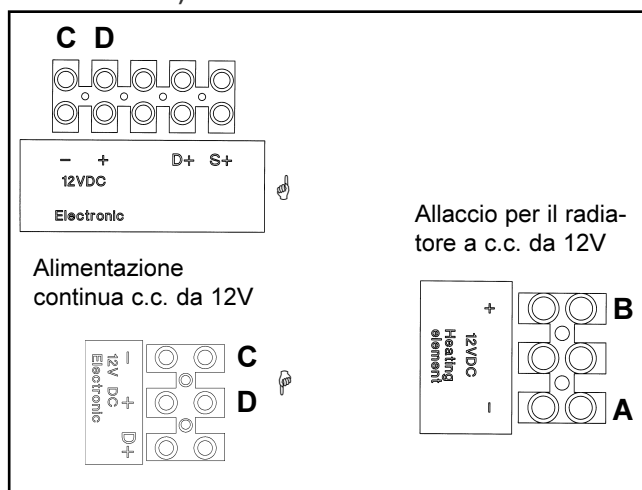 C D
– + D+ S+
12VDC
Electronic
Alimentazione
continua c.c. da 12V
– + D+
12V DC
Electronic
C
D
Allaccio per il radia-
tore a c.c. da 12V
+ –
12VDC
Heating
element
B
A